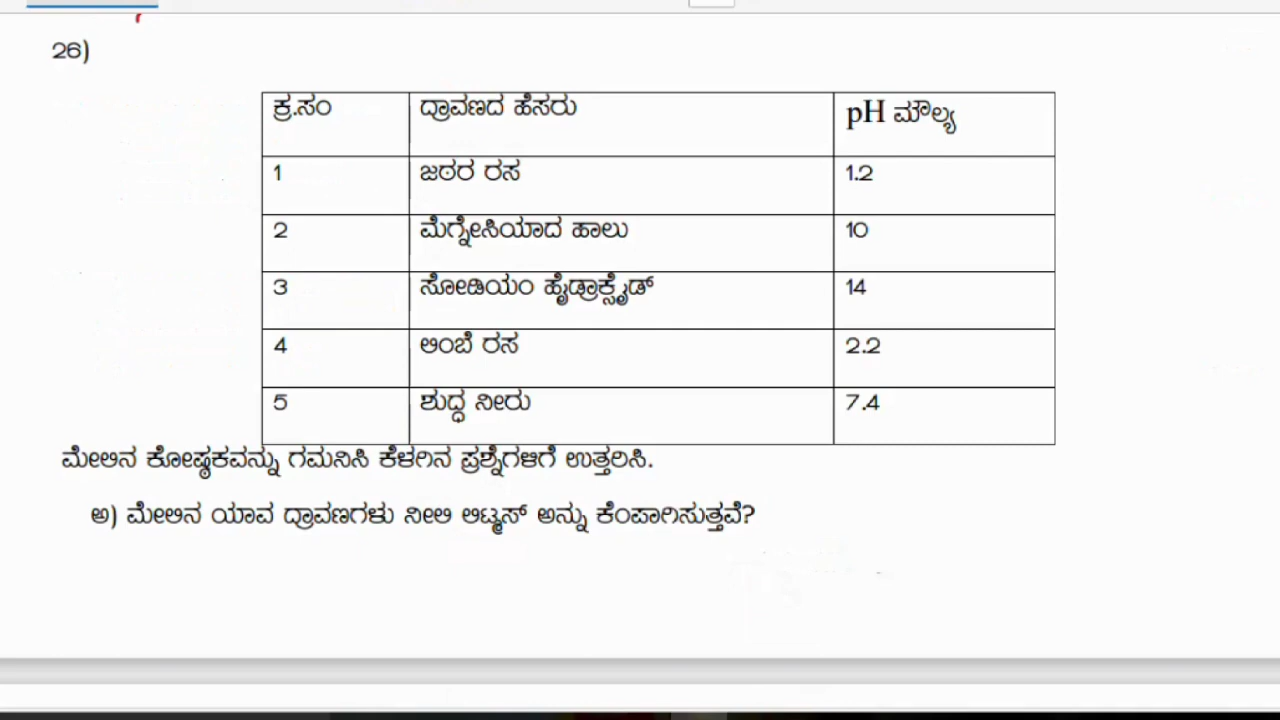 26)
ಕ್ರ.ಸಂ ದ್ರಾವಣದ ಹೆಸರು pH ಮೌಲ್ಯ
1 ಜಠರ ರಸ 1.2
2 ಮೆಗ್ನೇಸಿಯಾದ ಹಾಲು 10
3 ಸೋಡಿಯಂ ಹೈಡ್ರಾಕ್ಸೈಡ್ 14
4 ಲಿಂಬೆ ರಸ 2.2
5 ಶುದ್ಧ ನೀರು 7.4
ಮೇಲಿನ ಕೋಷ್ಠಕವನ್ನು ಗಮನಿಸಿ ಕೆಳಗಿನ ಪ್ರಶ್ನೆಗಳಿಗೆ ಉತ್ತರಿಸಿ.
ಅ) ಮೇಲಿನ ಯಾವ ದ್ರಾವಣಗಳು ನೀಲಿ ಲಿಟ್ಮಸ್ ಅನ್ನು ಕೆಂಪಾಗಿಸುತ್ತವೆ?